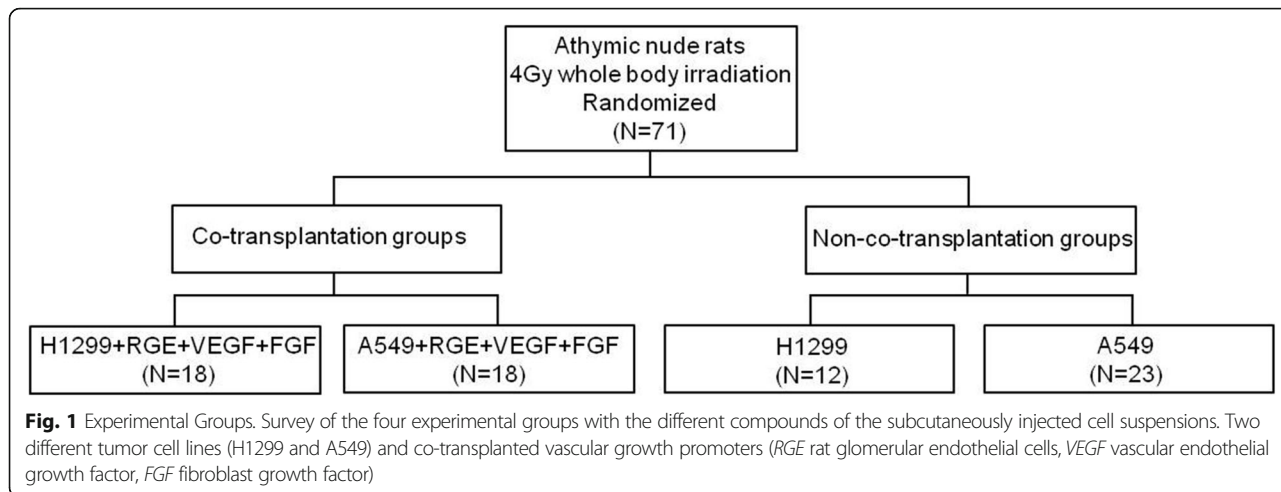 Athymic nude rats
4Gy whole body irradiation
Randomized
(N=71)
Co-transplantation groups
Non-co-transplantation groups
H1299+RGE+VEGF+FGF
(N=18)
A549+RGE+VEGF+FGF
(N=18)
H1299
(N=12)
A549
(N=23)
Fig. 1 Experimental Groups. Survey of the four experimental groups with the different compounds of the subcutaneously injected cell suspensions. Two
different tumor cell lines (H1299 and A549) and co-transplanted vascular growth promoters (RGE rat glomerular endothelial cells, VEGF vascular endothelial
growth factor, FGF fibroblast growth factor)